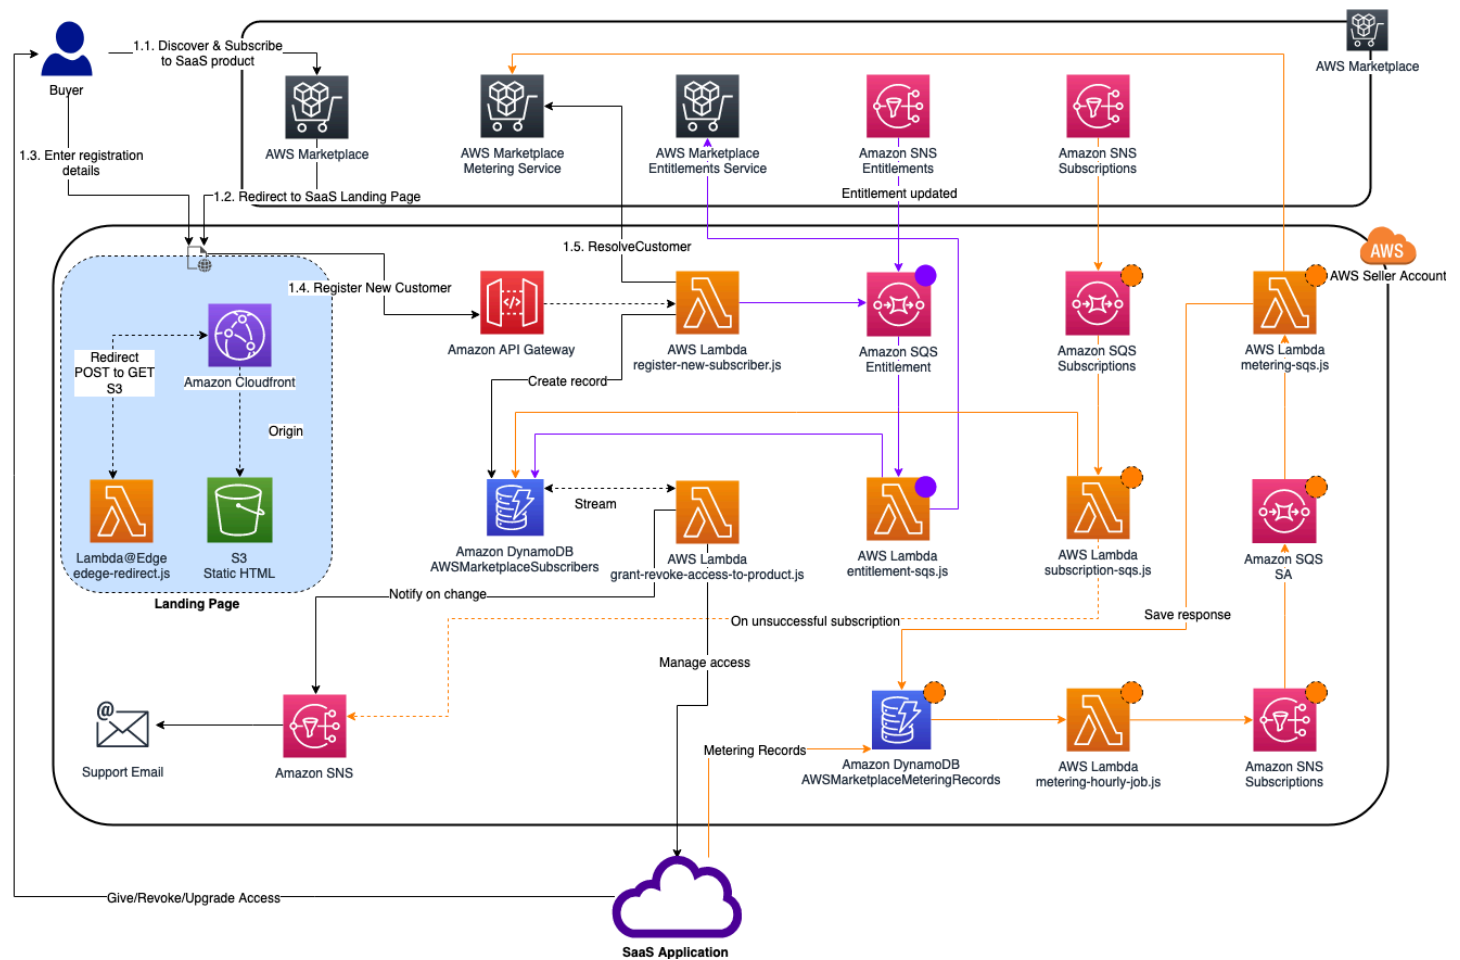 1.1. Discover & Subscribe
to SaaS product
Buyer
AWS Marketplace
AWS Marketplace
AWS Marketplace
Metering Service
AWS Marketplace
Entitlements Service
Amazon SNS
Entitlements
Amazon SNS
Subscriptions
1.3. Enter registration
details
1.2. Redirect to SaaS Landing Page
Entitlement updated
1.5. ResolveCustomer
AWS
AWS Seller Account
1.4. Register New Customer
Amazon API Gateway
AWS Lambda
register-new-subscriber.js
Amazon SQS
Entitlement
Amazon SQS
Subscriptions
AWS Lambda
metering-sqs.js
Redirect
POST to GET
S3
Amazon Cloudfront
Create record
Origin
Stream
Lambda@Edge
edege-redirect.js
S3
Static HTML
Landing Page
Amazon DynamoDB
AWSMarketplaceSubscribers
AWS Lambda
grant-revoke-access-to-product.js
AWS Lambda
entitlement-sqs.js
AWS Lambda
subscription-sqs.js
Amazon SQS
SA
Notify on change
On unsuccessful subscription
Save response
Manage access
@
Support Email
Amazon SNS
Metering Records
Amazon DynamoDB
AWSMarketplaceMeteringRecords
AWS Lambda
metering-hourly-job.js
Amazon SNS
Subscriptions
Give/Revoke/Upgrade Access
SaaS Application